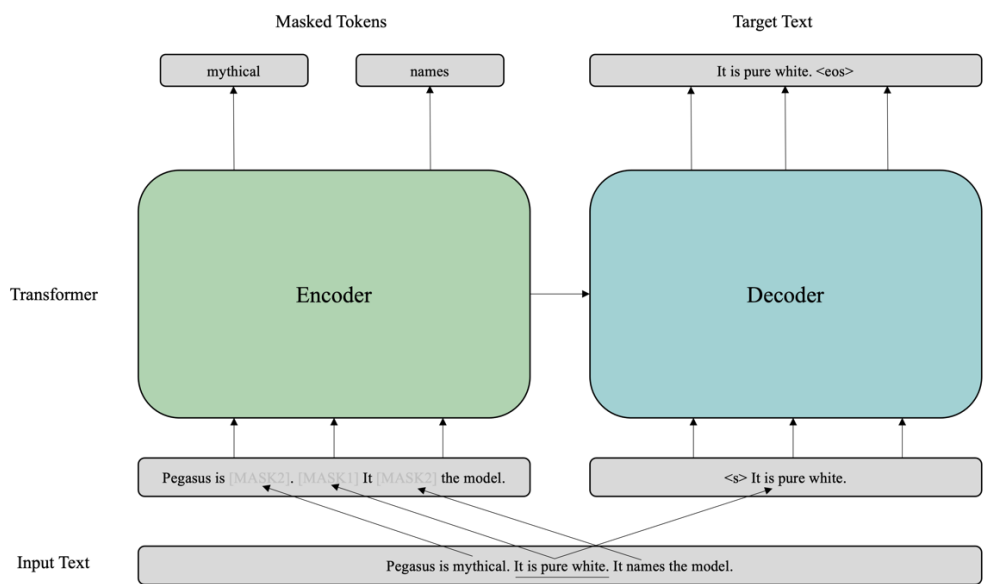 Masked Tokens
Target Text
mythical
names
It is pure white. <eos>
Transformer
Encoder
Decoder
Pegasus is [MASK2]. [MASK1] It [MASK2] the model.
<s> It is pure white.
Input Text
Pegasus is mythical. It is pure white. It names the model.